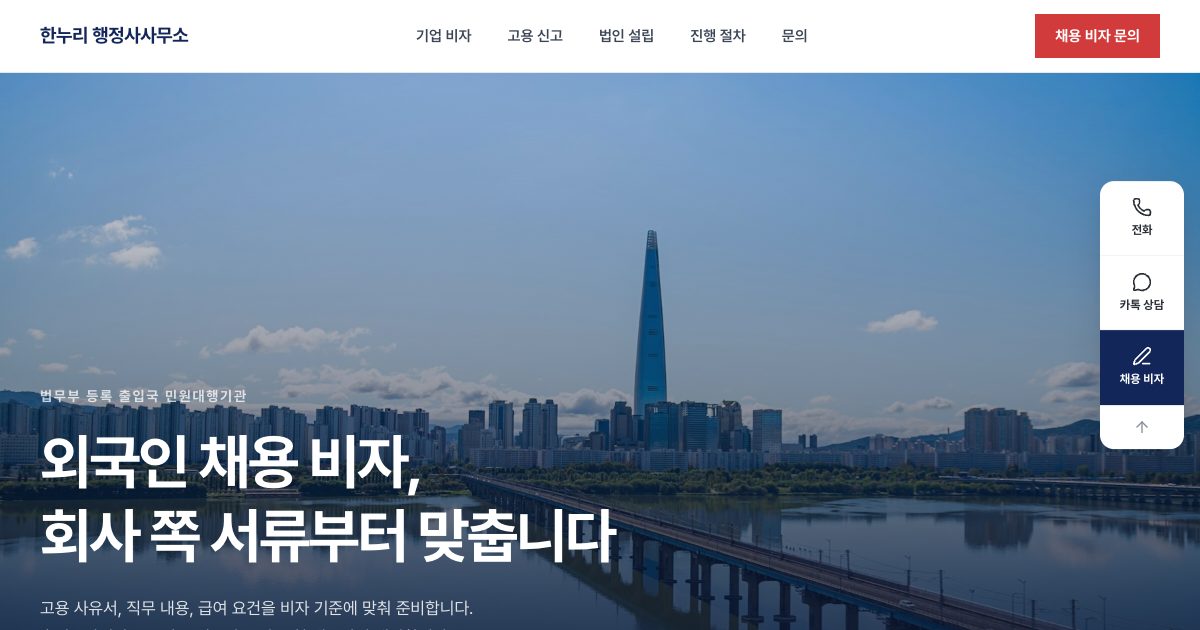 한누리 행정사사무소
기업 비자
고용 신고
법인 설립
진행 절차
문의
채용 비자 문의
전화
카톡 상담
채용 비자
법무부 등록 출입국 민원대행기관
외국인 채용 비자,
회사 쪽 서류부터 맞춥니다
고용 사유서, 직무 내용, 급여 요건을 비자 기준에 맞춰 준비합니다.